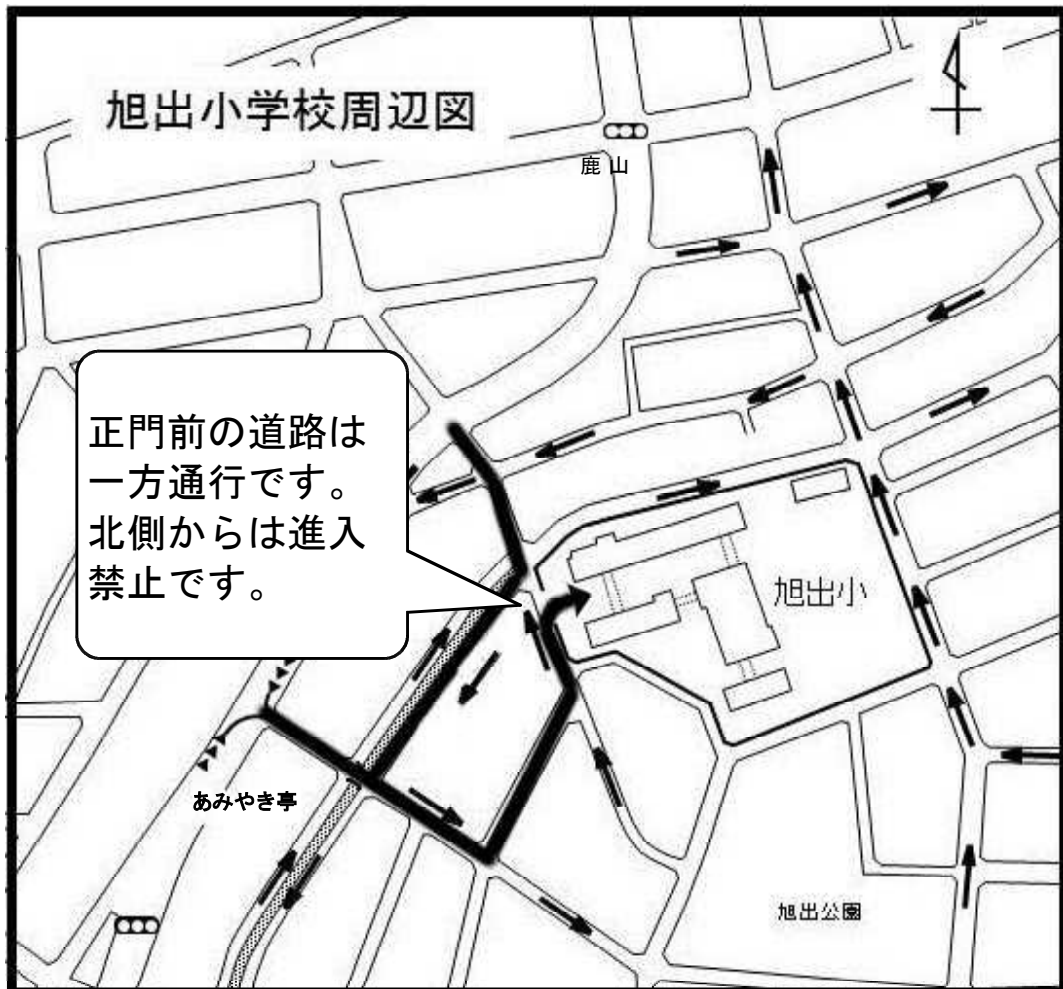 旭出小学校周辺図
鹿山
正門前の道路は
一方通行です。
北側からは進入
禁止です。
旭出小
あみやき亭
旭出公園